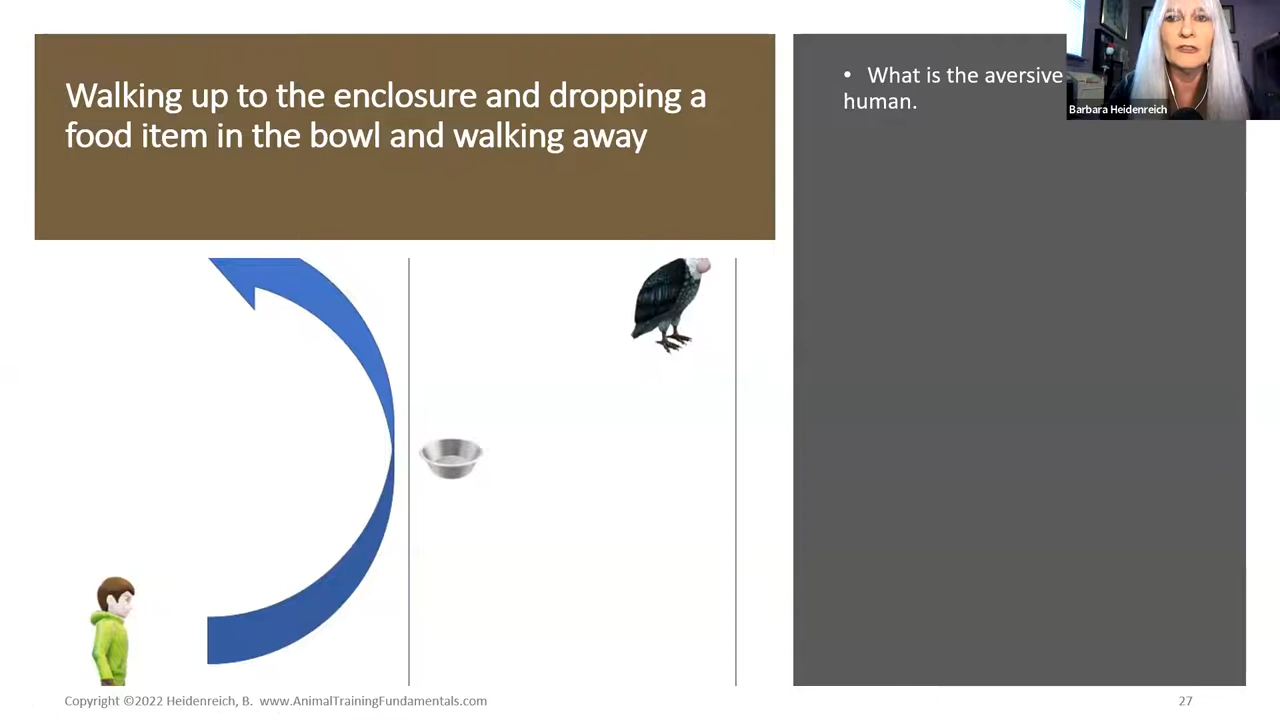 Walking up to the enclosure and dropping a
food item in the bowl and walking away
• What is the aversive
human.
Barbara Heidenreich
Copyright ©2022 Heidenreich, B. www.AnimalTrainingFundamentals.com
27